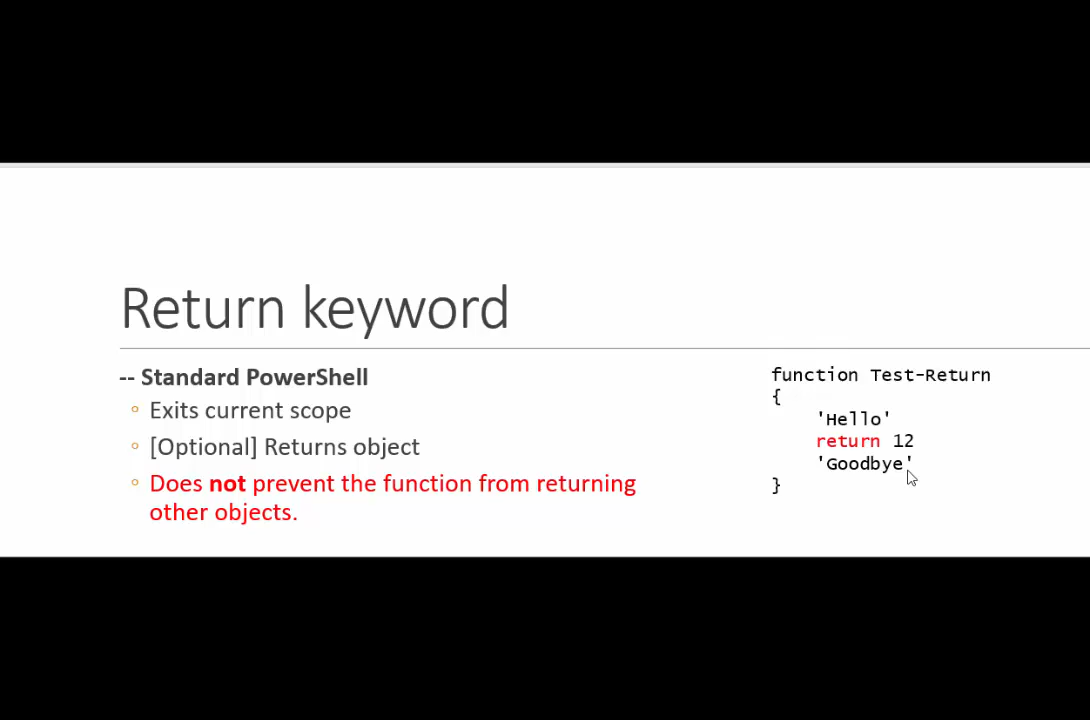 Return keyword
-- Standard PowerShell
◦ Exits current scope
◦ [Optional] Returns object
◦ Does not prevent the function from returning
other objects.
function Test-Return
{
    'Hello'
    return 12
    'Goodbye'
}